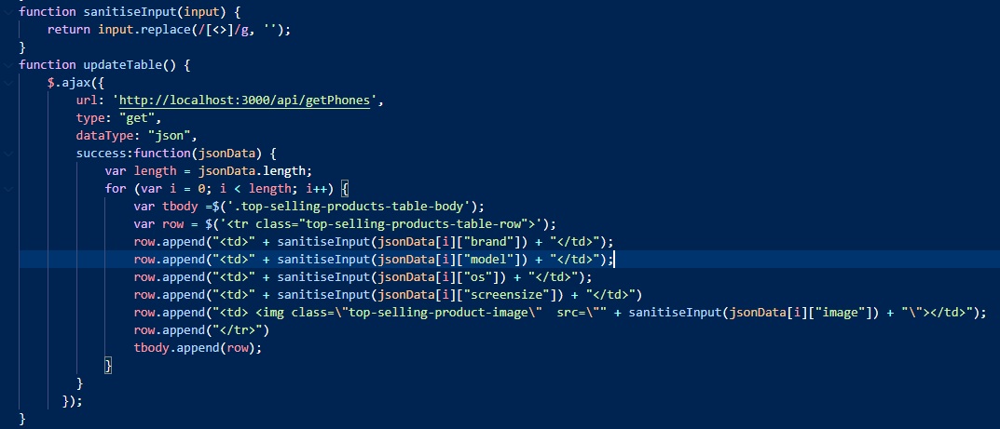 function sanitiseInput(input) {
    return input.replace(/[<>]/g, '');
}
function updateTable() {
    $.ajax({
        url: 'http://localhost:3000/api/getPhones',
        type: "get",
        dataType: "json",
        success:function(jsonData) {
            var length = jsonData.length;
            for (var i = 0; i < length; i++) {
                var tbody =$('.top-selling-products-table-body');
                var row = $('<tr class="top-selling-products-table-row">');
                row.append("<td>" + sanitiseInput(jsonData[i]["brand"]) + "</td>");
                row.append("<td>" + sanitiseInput(jsonData[i]["model"]) + "</td>");
                row.append("<td>" + sanitiseInput(jsonData[i]["os"]) + "</td>");
                row.append("<td>" + sanitiseInput(jsonData[i]["screensize"]) + "</td>")
                row.append("<td> <img class=\"top-selling-product-image\"  src=\"" + sanitiseInput(jsonData[i]["image"]) + "\"></td>");
                row.append("</tr>")
                tbody.append(row);
            }
        }
      });
}